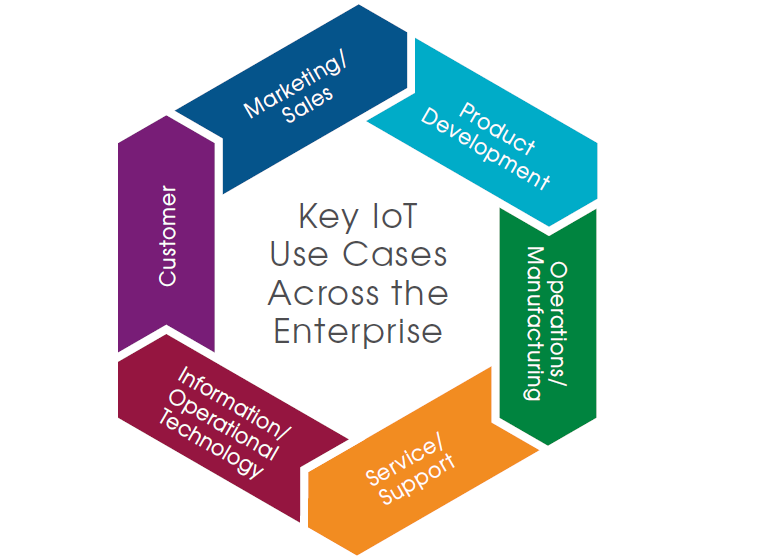 Marketing/
Sales
Product
Development
Operations/
Manufacturing
Service/
Support
Information/
Operational
Technology
Customer
Key IoT
Use Cases
Across the
Enterprise